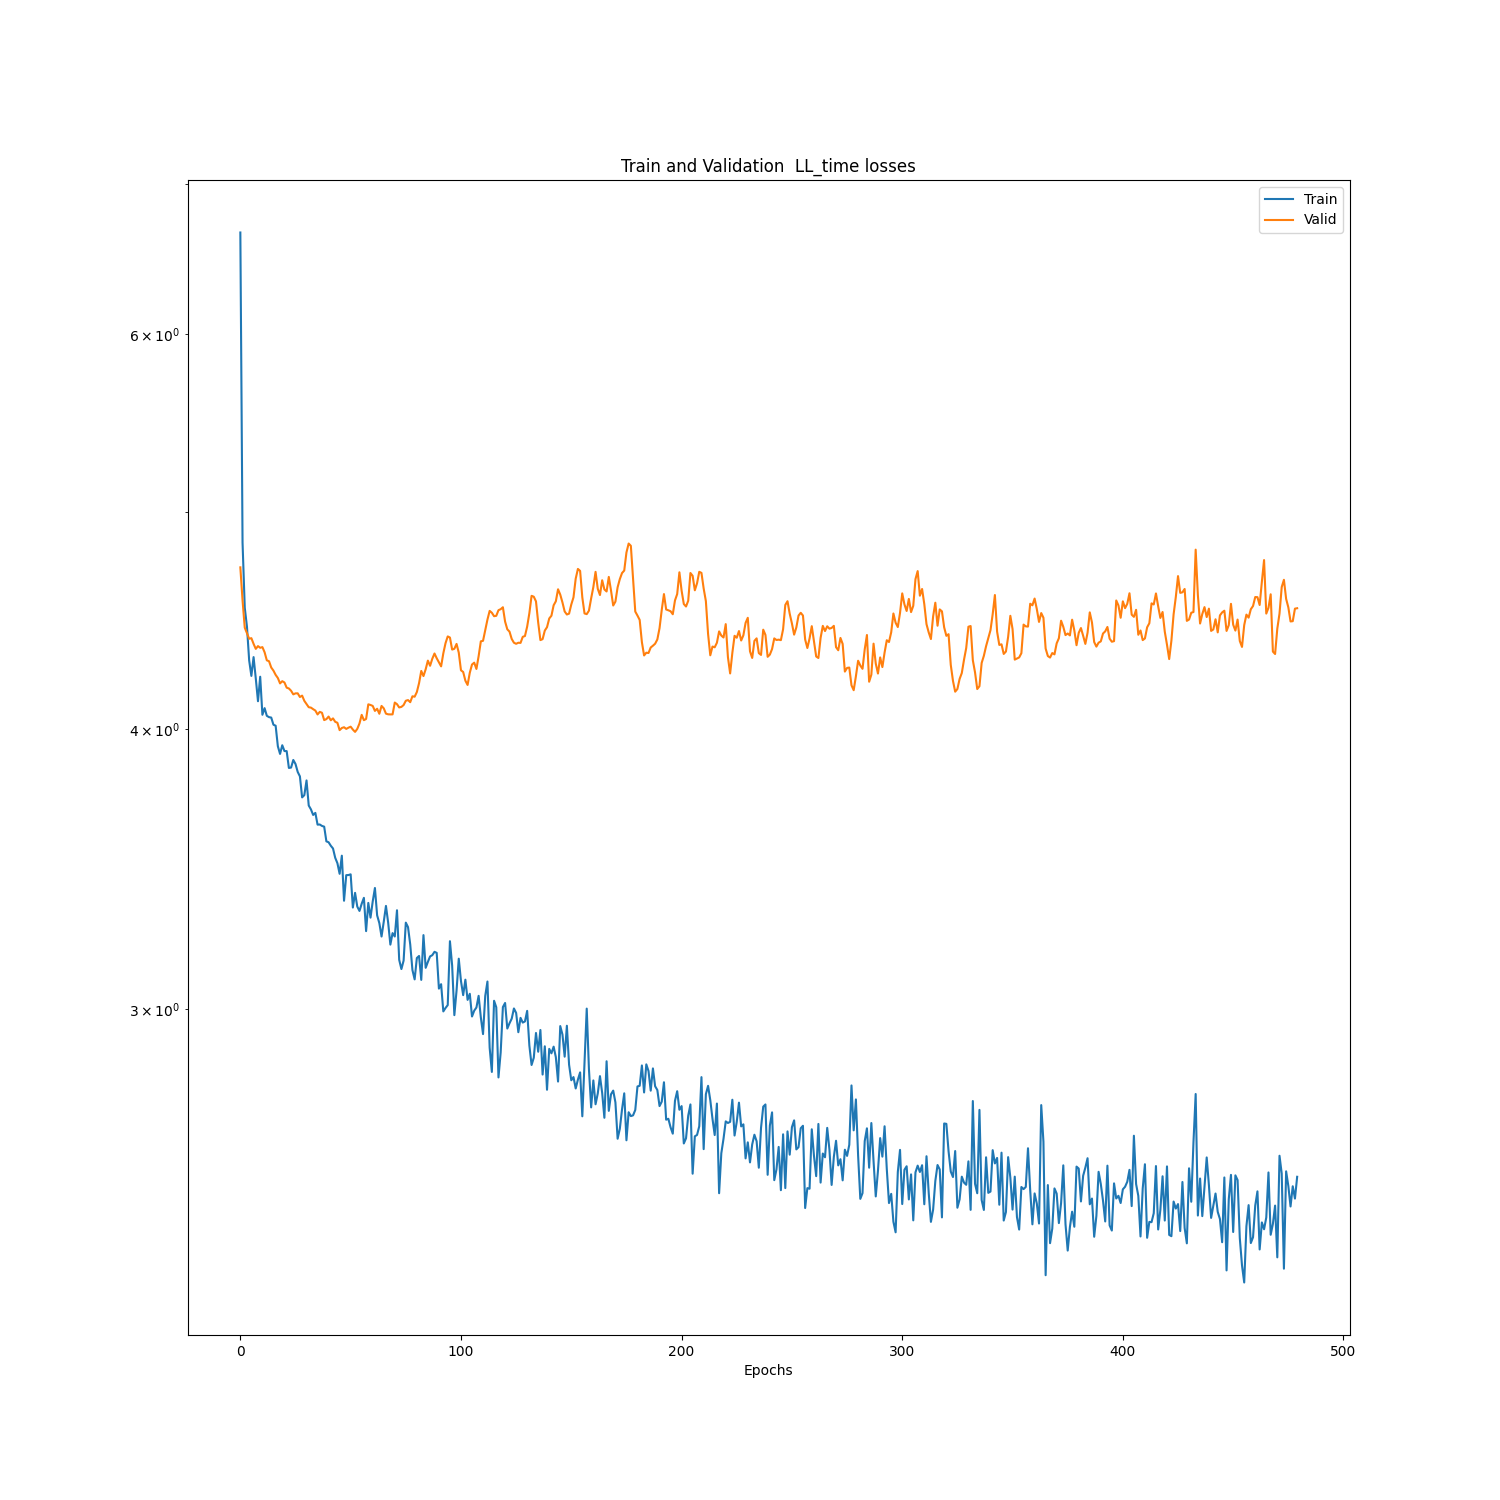 Train and Validation  LL_time losses
Train
Valid
6 × 10⁰
4 × 10⁰
3 × 10⁰
0 100 200 300 400 500
Epochs